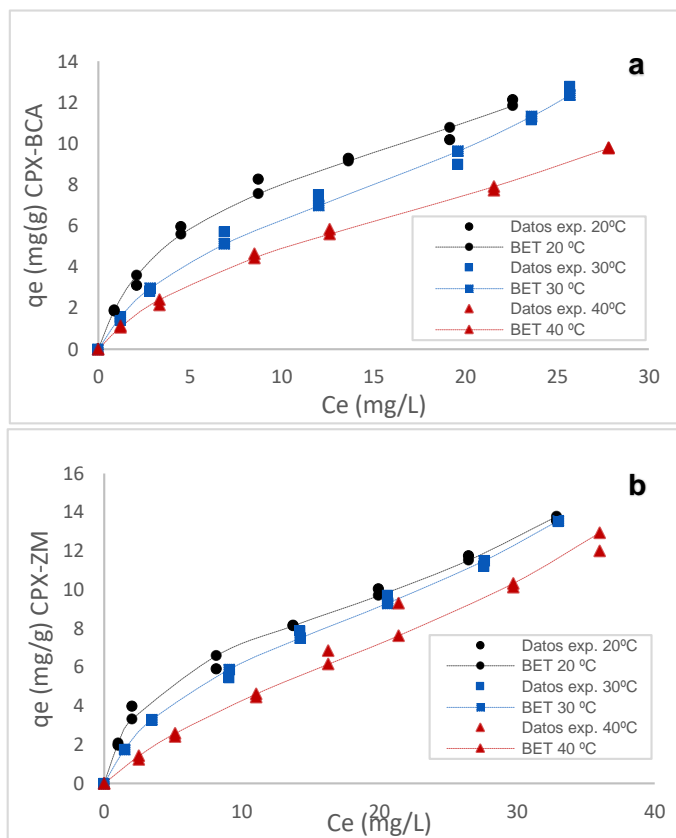 a
qe (mg(g) CPX-BCA
14
12
10
8
6
4
2
0
0 5 10 15 20 25 30
Ce (mg/L)
Datos exp. 20ºC
BET 20 ºC
Datos exp. 30ºC
BET 30 ºC
Datos exp. 40ºC
BET 40 ºC
b
qe (mg/g) CPX-ZM
16
14
12
10
8
6
4
2
0
0 10 20 30 40
Ce (mg/L)
Datos exp. 20ºC
BET 20 ºC
Datos exp. 30ºC
BET 30 ºC
Datos exp. 40ºC
BET 40 ºC